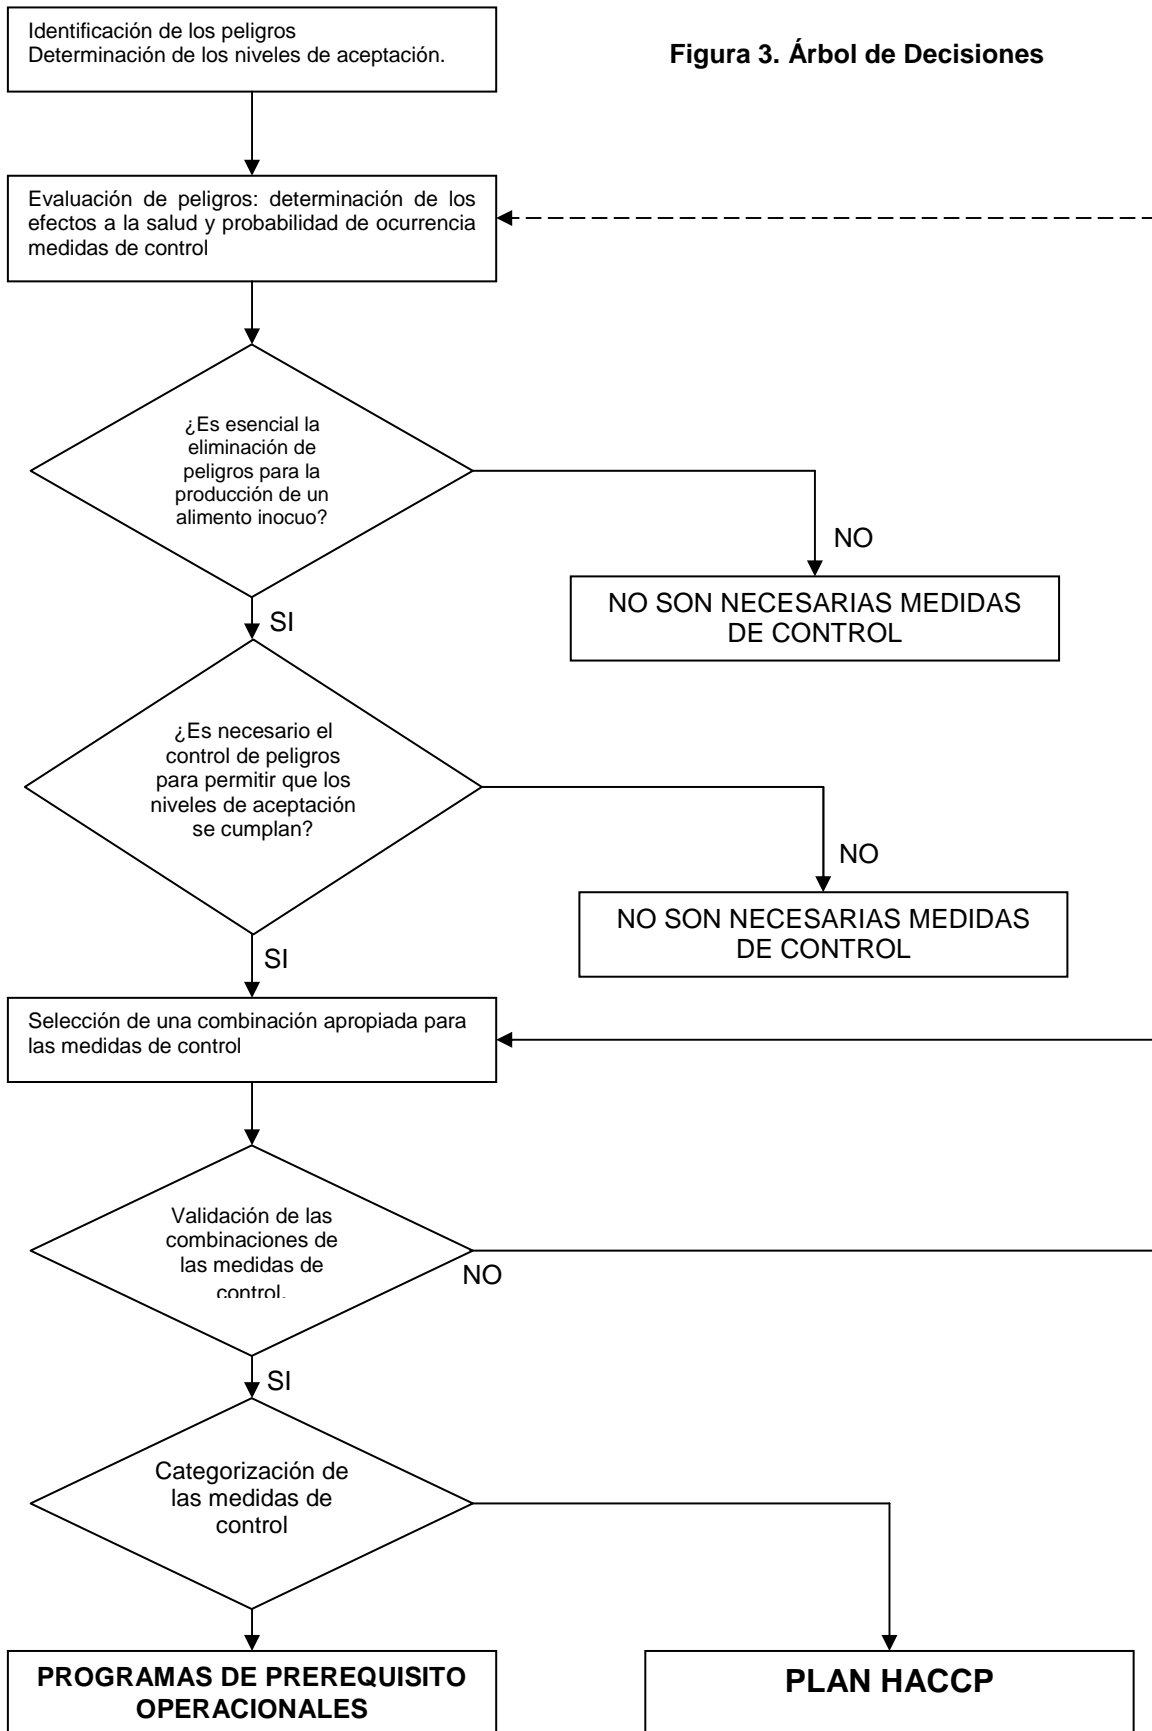 Identificación de los peligros
Determinación de los niveles de aceptación.
Figura 3. Árbol de Decisiones
Evaluación de peligros: determinación de los
efectos a la salud y probabilidad de ocurrencia
medidas de control
¿Es esencial la
eliminación de
peligros para la
producción de un
alimento inocuo?
NO
NO SON NECESARIAS MEDIDAS
DE CONTROL
SI
¿Es necesario el
control de peligros
para permitir que los
niveles de aceptación
se cumplan?
NO
NO SON NECESARIAS MEDIDAS
DE CONTROL
SI
Selección de una combinación apropiada para
las medidas de control
Validación de las
combinaciones de
las medidas de
control.
NO
SI
Categorización de
las medidas de
control
PROGRAMAS DE PREREQUISITO
OPERACIONALES
PLAN HACCP